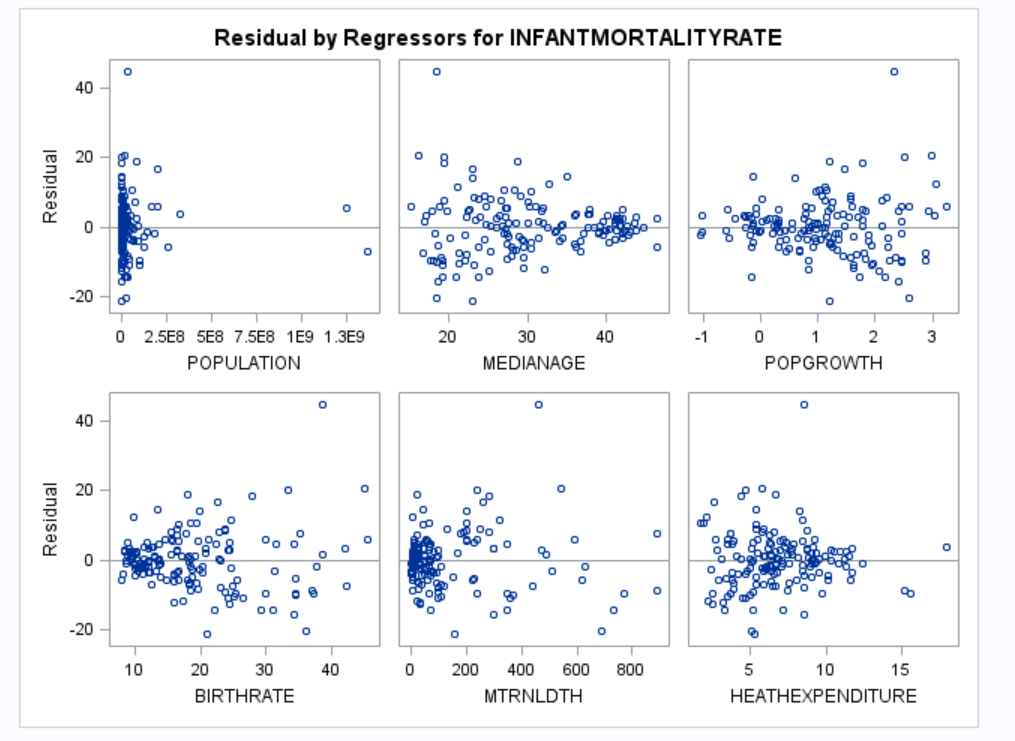 Residual by Regressors for INFANTMORTALITYRATE
Residual
40
20
0
-20
0 2.5E8 5E8 7.5E8 1E9 1.3E9
POPULATION
20 30 40
MEDIANAGE
-1 0 1 2 3
POPGROWTH
Residual
40
20
0
-20
10 20 30 40
BIRTHRATE
0 200 400 600 800
MTRNLDTH
5 10 15
HEATHEXPENDITURE